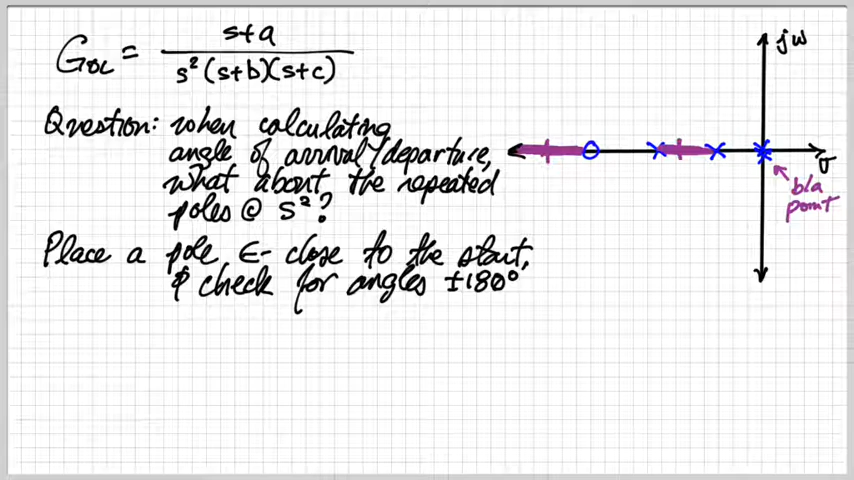 G_OL = (s+a) / (s²(s+b)(s+c))
Question: when calculating
angle of arrival/departure,
what about the repeated
poles @ s²?
Place a pole ε- close to the start,
& check for angles ±180°
jω
σ
b/a
point